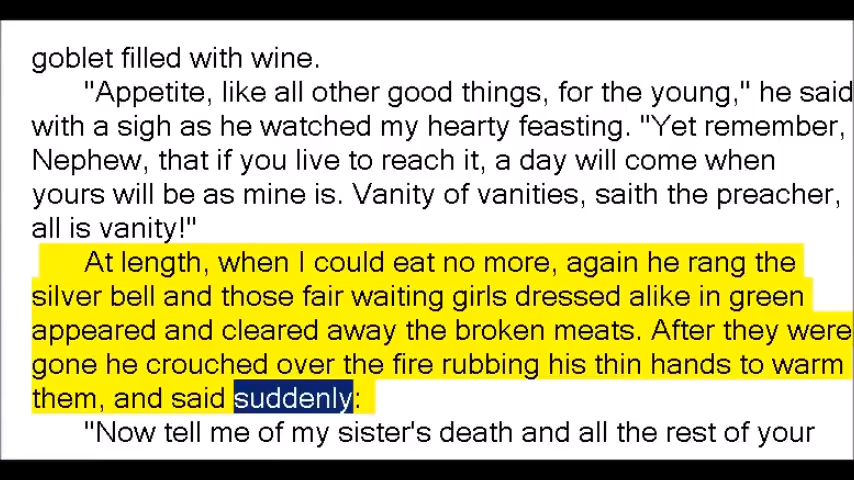 goblet filled with wine.
"Appetite, like all other good things, for the young," he said
with a sigh as he watched my hearty feasting. "Yet remember,
Nephew, that if you live to reach it, a day will come when
yours will be as mine is. Vanity of vanities, saith the preacher,
all is vanity!"
At length, when I could eat no more, again he rang the
silver bell and those fair waiting girls dressed alike in green
appeared and cleared away the broken meats. After they were
gone he crouched over the fire rubbing his thin hands to warm
them, and said suddenly:
"Now tell me of my sister's death and all the rest of your